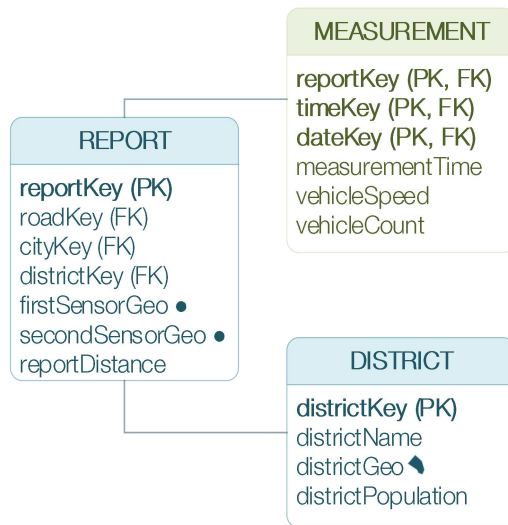 MEASUREMENT
reportKey (PK, FK)
timeKey (PK, FK)
dateKey (PK, FK)
measurementTime
vehicleSpeed
vehicleCount
REPORT
reportKey (PK)
roadKey (FK)
cityKey (FK)
districtKey (FK)
firstSensorGeo
secondSensorGeo
reportDistance
DISTRICT
districtKey (PK)
districtName
districtGeo
districtPopulation